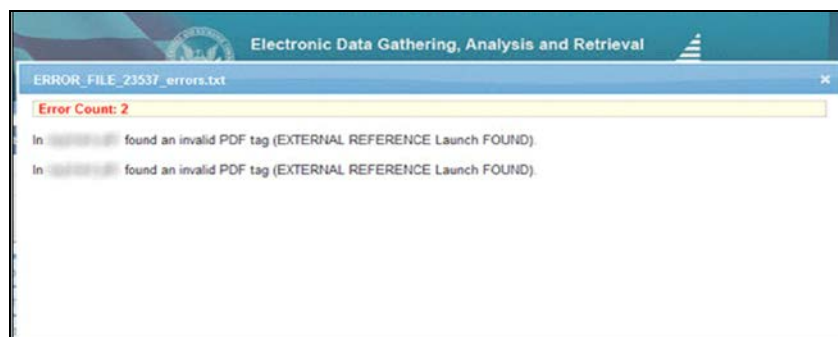 Electronic Data Gathering, Analysis and Retrieval
ERROR_FILE_23537_errors.txt
Error Count: 2
In found an invalid PDF tag (EXTERNAL REFERENCE Launch FOUND).
In found an invalid PDF tag (EXTERNAL REFERENCE Launch FOUND).